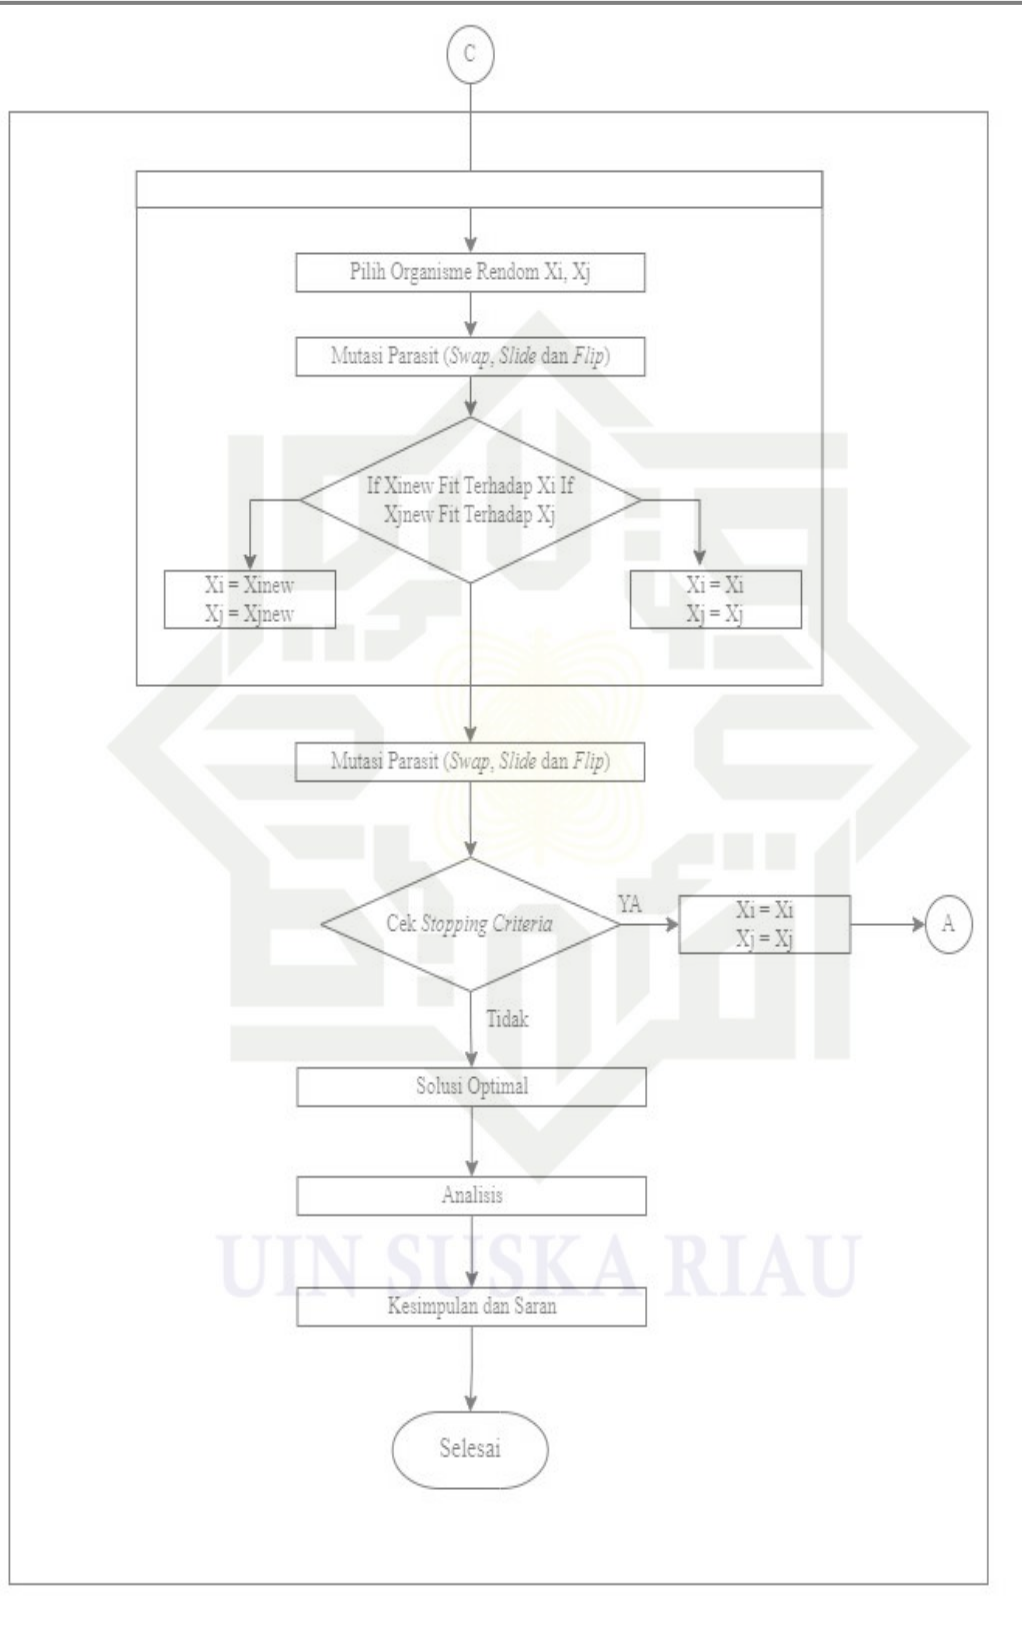 C
Pilih Organisme Rendom Xi, Xj
Mutasi Parasit (Swap, Slide dan Flip)
If Xinew Fit Terhadap Xi If
Xjnew Fit Terhadap Xj
Xi = Xinew
Xj = Xjnew
Xi = Xi
Xj = Xj
Mutasi Parasit (Swap, Slide dan Flip)
Cek Stopping Criteria
YA
Xi = Xi
Xj = Xj
A
Tidak
Solusi Optimal
Analisis
UIN SUSKA RIAU
Kesimpulan dan Saran
Selesai